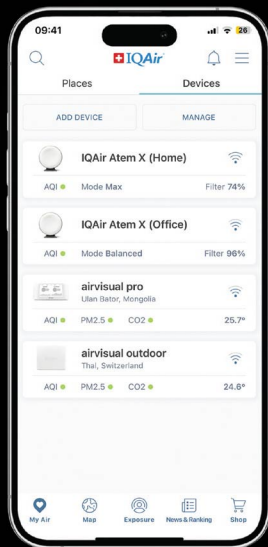 09:41
26
IQAir
Places
Devices
ADD DEVICE
MANAGE
IQAir Atem X (Home)
AQI
Mode Max
Filter 74%
IQAir Atem X (Office)
AQI
Mode Balanced
Filter 96%
airvisual pro
Ulan Bator, Mongolia
AQI
PM2.5
CO2
25.7°
airvisual outdoor
Thal, Switzerland
AQI
PM2.5
CO2
24.6°
My Air
Map
Exposure
News & Ranking
Shop